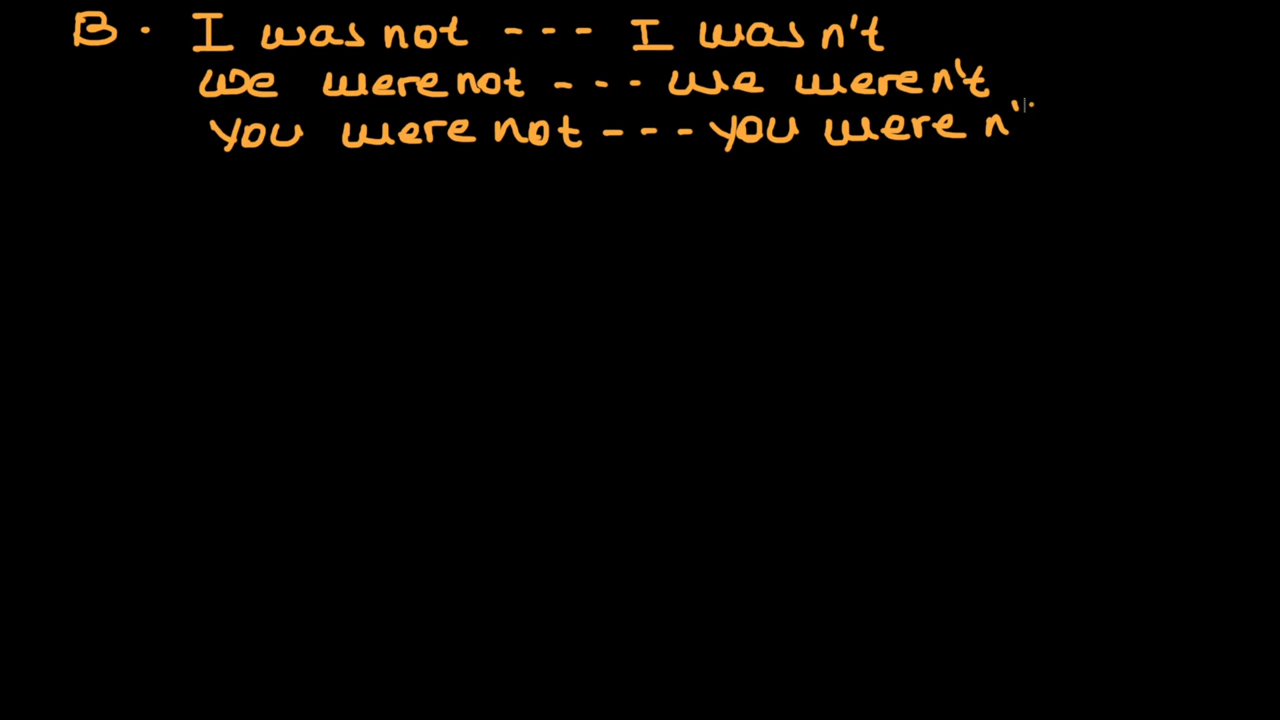 B. I was not --- I wasn't
we were not --- we weren't
you were not --- you weren'